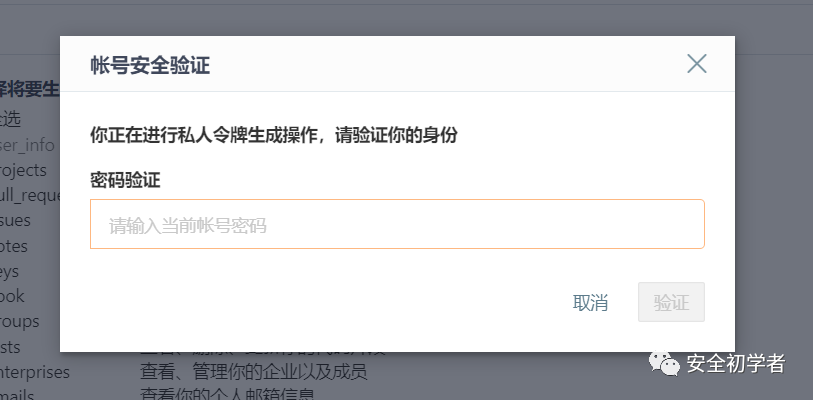 帐号安全验证
你正在进行私人令牌生成操作，请验证你的身份
密码验证
请输入当前帐号密码
取消 验证
择将要生
选
ser_info
rojects
ull_reque
sues
otes
eys
ook
roups
sts
nterprises 查看、管理你的企业以及成员
mails 查看你的个人邮箱信息
安全初学者